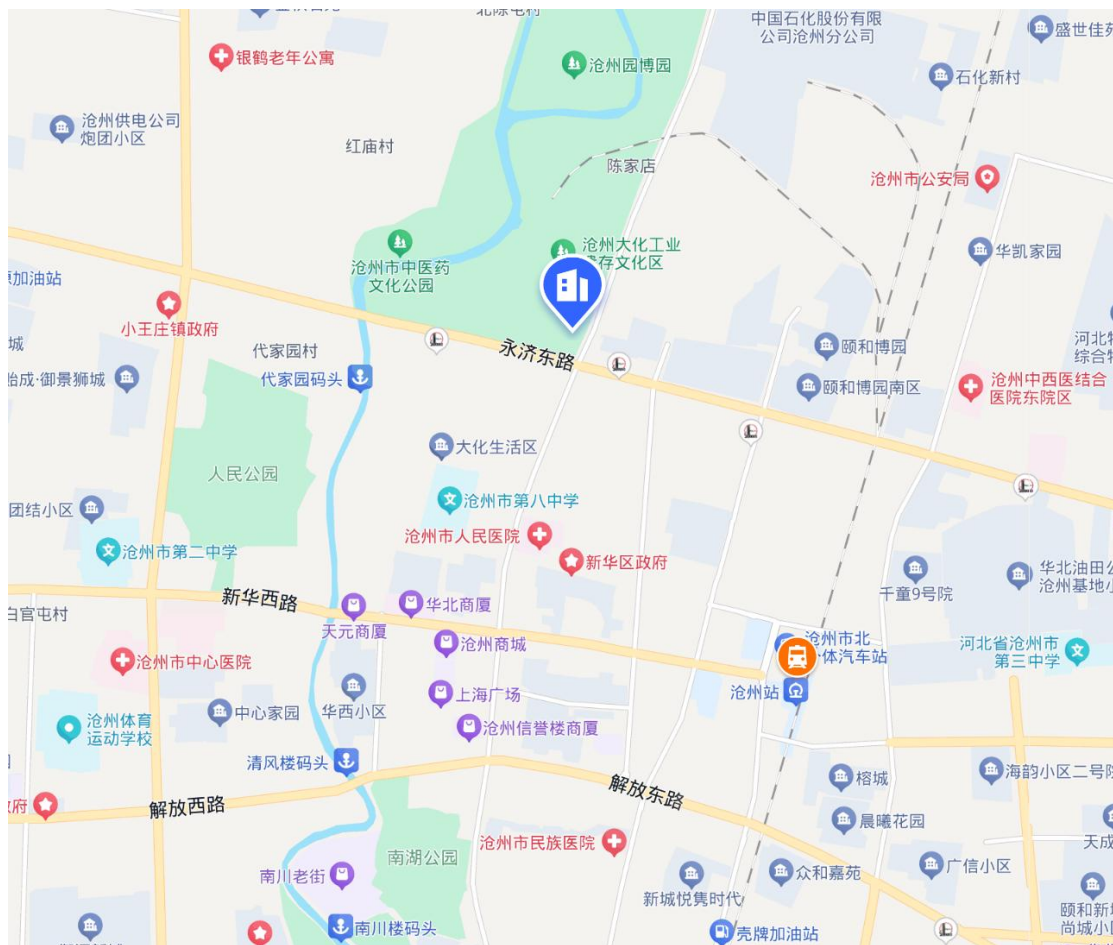 中国石化股份有限
公司沧州分公司
沧州园博园
银鹤老年公寓
石化新村
沧州供电公司
炮团小区
红庙村
陈家店
沧州市公安局
沧州大化工业
沧州市中医药
文化公园
华凯家园
原加油站
小王庄镇政府
永济东路
代家园村
颐和博园
城
代家园码头
颐和博园南区
沧州中西医结合
医院东院区
怡成·御景狮城
大化生活区
人民公园
沧州市第八中学
团结小区
沧州市第二中学
沧州市人民医院
新华区政府
千童9号院
华北油田公
沧州基地小
新华西路
白官屯村
华北商厦
天元商厦
沧州商城
沧州市北
体汽车站
河北省沧州市
第三中学
沧州市中心医院
上海广场
沧州站
中心家园
华西小区
沧州信誉楼商厦
沧州体育
运动学校
清风楼码头
解放东路
榕城
海韵小区二号院
解放西路
晨曦花园
沧州市民族医院
南湖公园
天成
南川老街
众和嘉苑
广信小区
新城悦隽时代
颐和新城
尚城小
南川楼码头
壳牌加油站